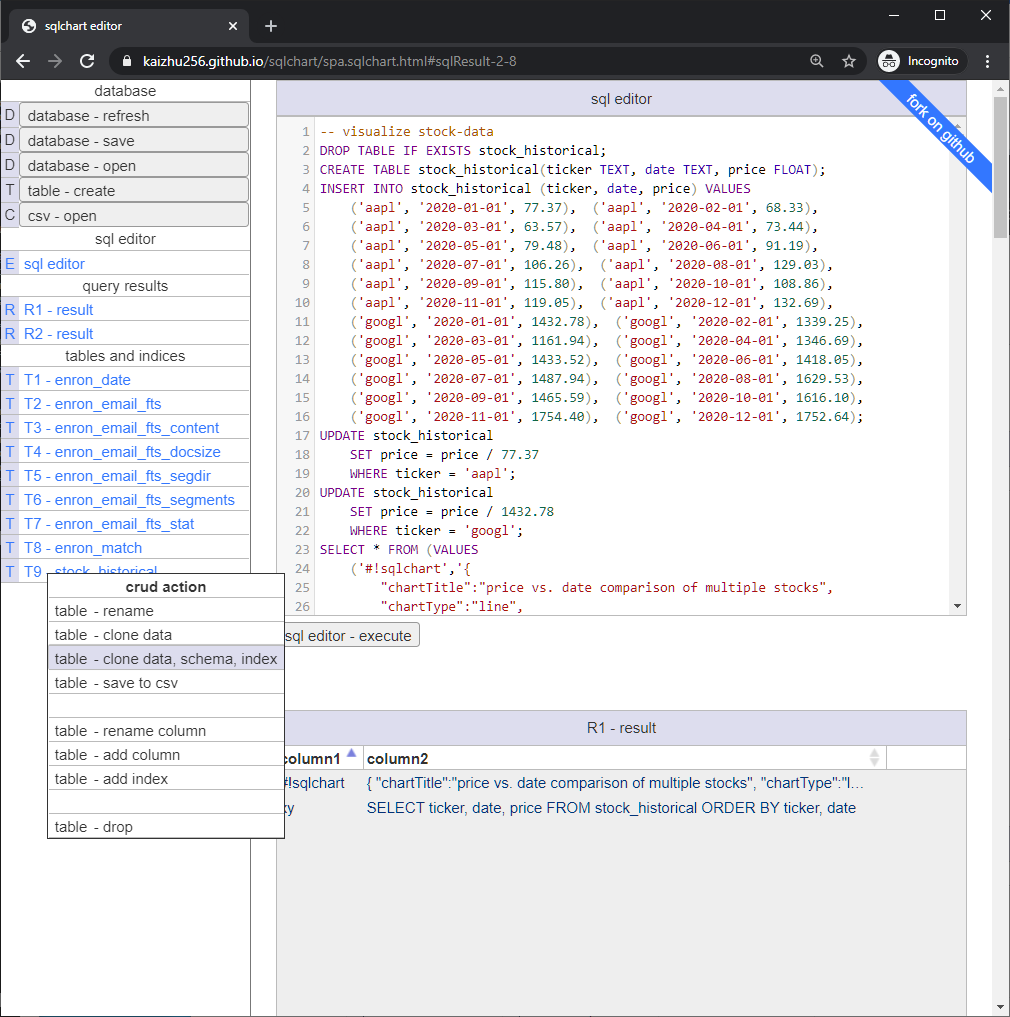 sqlchart editor
kaizhu256.github.io/sqlchart/spa.sqlchart.html#sqlResult-2-8
Incognito
database
D database - refresh
D database - save
D database - open
T table - create
C csv - open
sql editor
E sql editor
query results
R R1 - result
R R2 - result
tables and indices
T T1 - enron_date
T T2 - enron_email_fts
T T3 - enron_email_fts_content
T T4 - enron_email_fts_docsize
T T5 - enron_email_fts_segdir
T T6 - enron_email_fts_segments
T T7 - enron_email_fts_stat
T T8 - enron_match
T T9 - stock_historical
crud action
table - rename
table - clone data
table - clone data, schema, index
table - save to csv
table - rename column
table - add column
table - add index
table - drop
sql editor
fork on github
1 -- visualize stock-data
2 DROP TABLE IF EXISTS stock_historical;
3 CREATE TABLE stock_historical(ticker TEXT, date TEXT, price FLOAT);
4 INSERT INTO stock_historical (ticker, date, price) VALUES
5 ('aapl', '2020-01-01', 77.37), ('aapl', '2020-02-01', 68.33),
6 ('aapl', '2020-03-01', 63.57), ('aapl', '2020-04-01', 73.44),
7 ('aapl', '2020-05-01', 79.48), ('aapl', '2020-06-01', 91.19),
8 ('aapl', '2020-07-01', 106.26), ('aapl', '2020-08-01', 129.03),
9 ('aapl', '2020-09-01', 115.80), ('aapl', '2020-10-01', 108.86),
10 ('aapl', '2020-11-01', 119.05), ('aapl', '2020-12-01', 132.69),
11 ('googl', '2020-01-01', 1432.78), ('googl', '2020-02-01', 1339.25),
12 ('googl', '2020-03-01', 1161.94), ('googl', '2020-04-01', 1346.69),
13 ('googl', '2020-05-01', 1433.52), ('googl', '2020-06-01', 1418.05),
14 ('googl', '2020-07-01', 1487.94), ('googl', '2020-08-01', 1629.53),
15 ('googl', '2020-09-01', 1465.59), ('googl', '2020-10-01', 1616.10),
16 ('googl', '2020-11-01', 1754.40), ('googl', '2020-12-01', 1752.64);
17 UPDATE stock_historical
18 SET price = price / 77.37
19 WHERE ticker = 'aapl';
20 UPDATE stock_historical
21 SET price = price / 1432.78
22 WHERE ticker = 'googl';
23 SELECT * FROM (VALUES
24 ('#!sqlchart','{
25 "chartTitle":"price vs. date comparison of multiple stocks",
26 "chartType":"line",
sql editor - execute
R1 - result
column1 column2
#!sqlchart { "chartTitle":"price vs. date comparison of multiple stocks", "chartType":"l…
xy SELECT ticker, date, price FROM stock_historical ORDER BY ticker, date